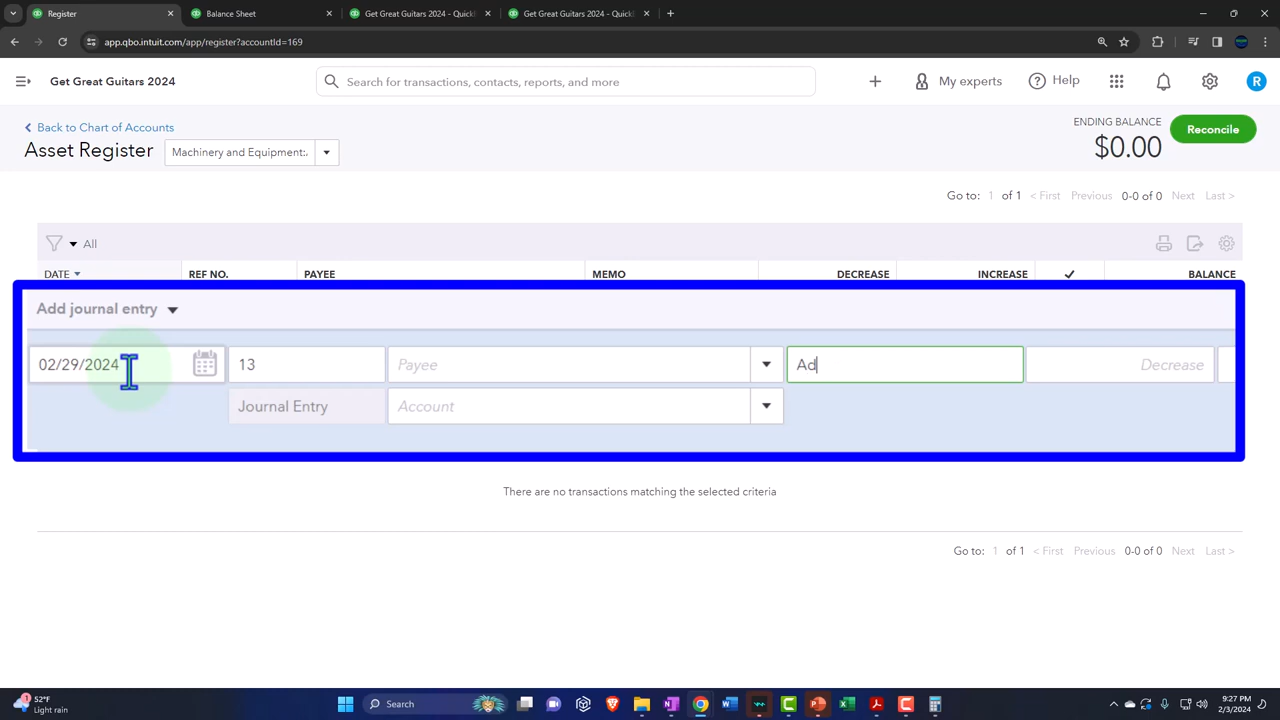 Register
Balance Sheet
Get Great Guitars 2024 - QuickB
Get Great Guitars 2024 - QuickB
app.qbo.intuit.com/app/register?accountId=169
Get Great Guitars 2024
Search for transactions, contacts, reports, and more
My experts
Help
R
Back to Chart of Accounts
ENDING BALANCE
Asset Register
Machinery and Equipment:
$0.00
Reconcile
Go to: 1 of 1 < First Previous 0-0 of 0 Next Last >
All
DATE REF NO. PAYEE MEMO DECREASE INCREASE ✓ BALANCE
Add journal entry
02/29/2024 13 Payee Ad Decrease
Journal Entry Account
There are no transactions matching the selected criteria
Go to: 1 of 1 < First Previous 0-0 of 0 Next Last >
1
52°F
Light rain
Search
9:27 PM
2/3/2024